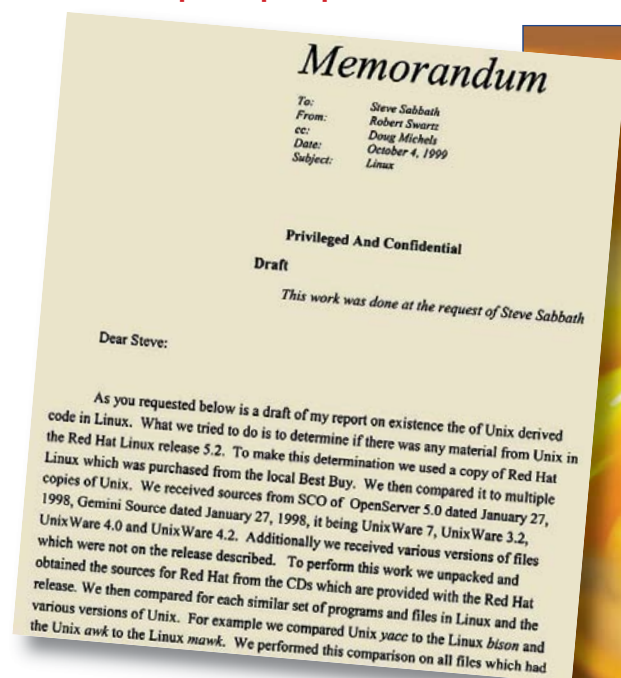 Memorandum
To: Steve Sabbath
From: Robert Swartz
cc: Doug Michels
Date: October 4, 1999
Subject: Linux
Privileged And Confidential
Draft
This work was done at the request of Steve Sabbath
Dear Steve:
As you requested below is a draft of my report on existence the of Unix derived
code in Linux. What we tried to do is to determine if there was any material from Unix in
the Red Hat Linux release 5.2. To make this determination we used a copy of Red Hat
Linux which was purchased from the local Best Buy. We then compared it to multiple
copies of Unix. We received sources from SCO of OpenServer 5.0 dated January 27,
1998, Gemini Source dated January 27, 1998, it being UnixWare 7, UnixWare 3.2,
UnixWare 4.0 and UnixWare 4.2. Additionally we received various versions of files
which were not on the release described. To perform this work we unpacked and
obtained the sources for Red Hat from the CDs which are provided with the Red Hat
release. We then compared for each similar set of programs and files in Linux and the
various versions of Unix. For example we compared Unix yacc to the Linux bison and
the Unix awk to the Linux mawk. We performed this comparison on all files which had